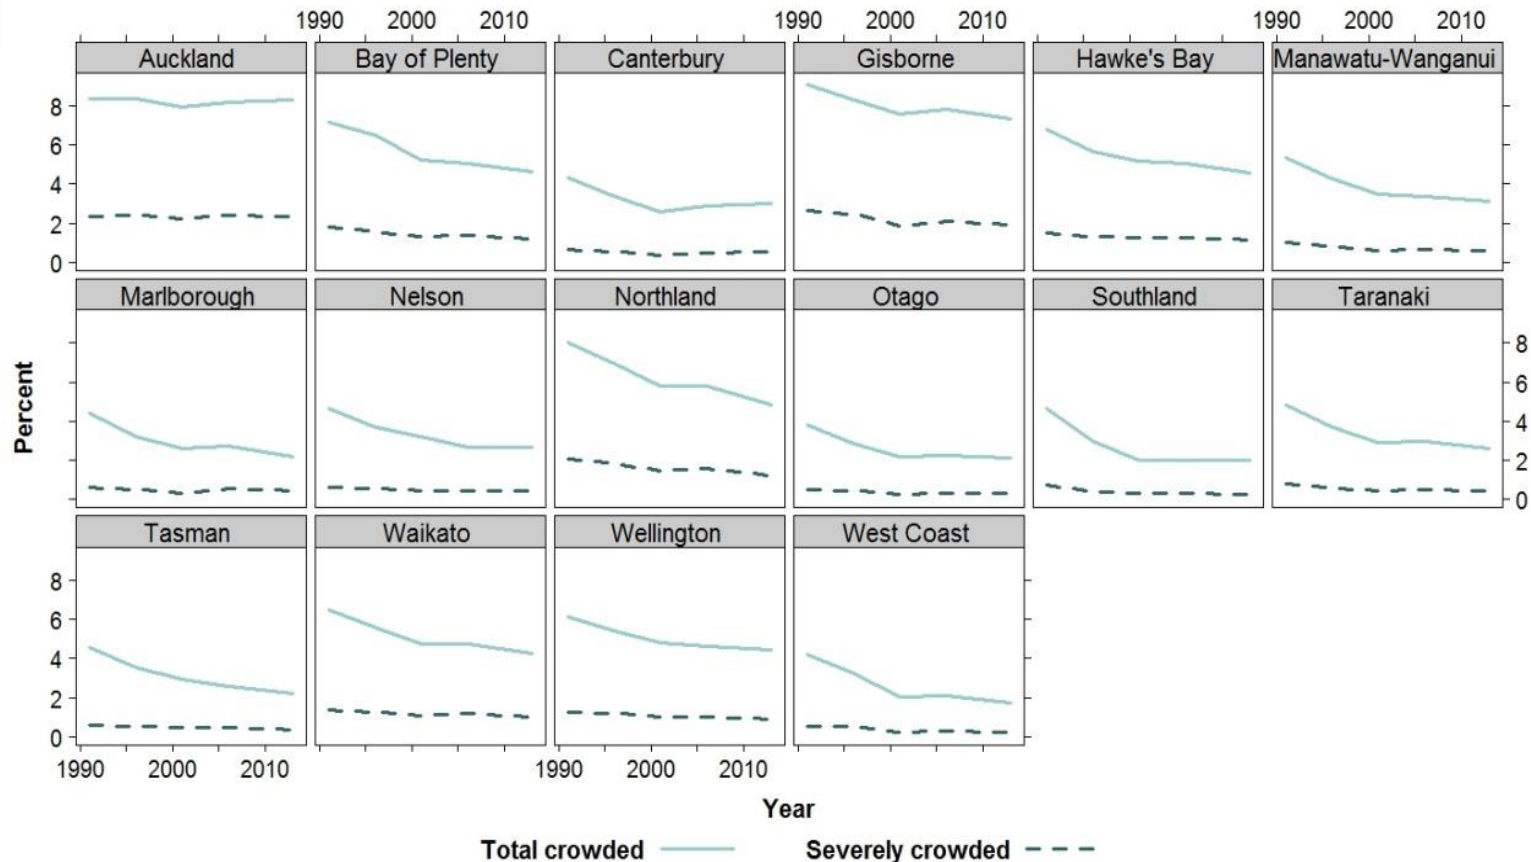 1990 2000 2010 1990 2000 2010 1990 2000 2010
Auckland Bay of Plenty Canterbury Gisborne Hawke's Bay Manawatu-Wanganui
8
6
4
2
0
Marlborough Nelson Northland Otago Southland Taranaki
8
6
4
2
0
Percent
Tasman Waikato Wellington West Coast
8
6
4
2
0
1990 2000 2010 1990 2000 2010
Year
Total crowded Severely crowded